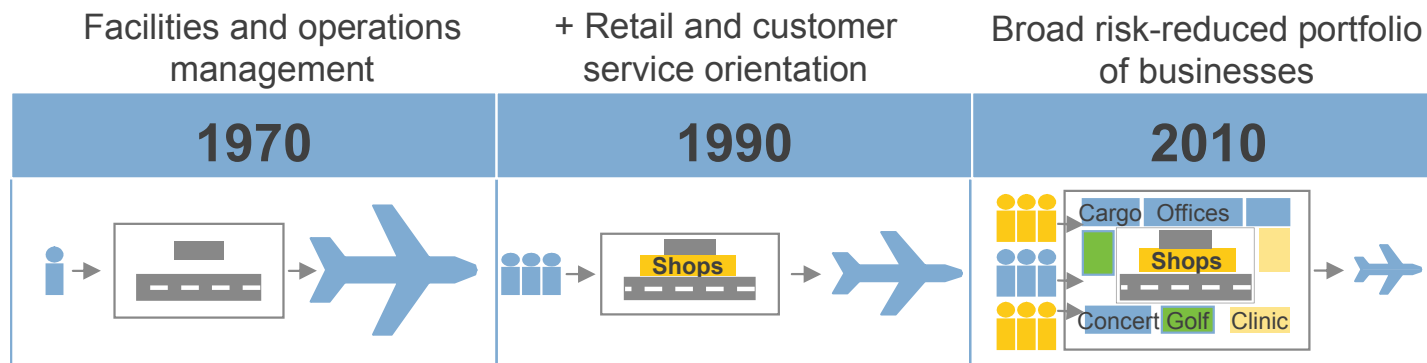 Facilities and operations
management
+ Retail and customer
service orientation
Broad risk-reduced portfolio
of businesses
1970
1990
2010
Shops
Cargo
Offices
Shops
Concert
Golf
Clinic